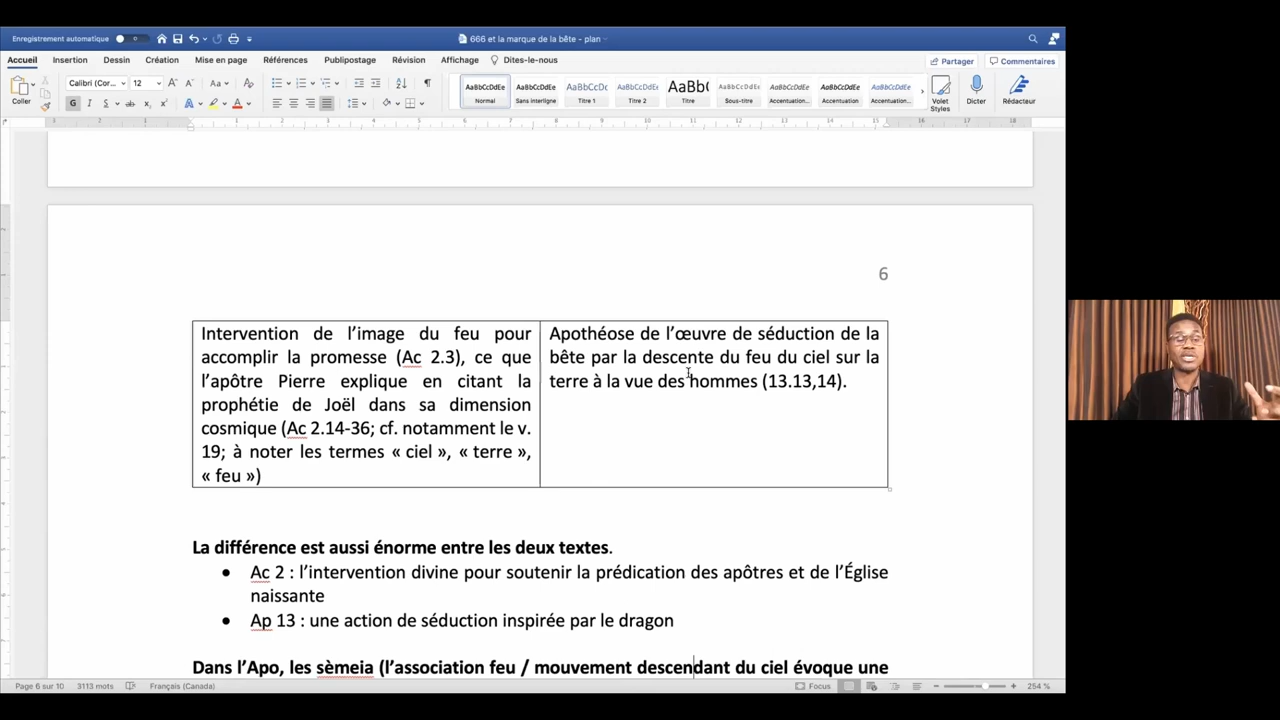 Enregistrement automatique
666 et la marque de la bête - plan
Accueil Insertion Dessin Création Mise en page Références Publipostage Révision Affichage Dites-le-nous Partager Commentaires
Coller Calibri (Cor... 12
AaBbCcDdEe AaBbCcDdEe AaBbCcDc AaBbCcDdE AaBb( AaBbCcDdEe AaBbCcDdEe AaBbCcDdEe AaBbCcDdEe
Normal Sans interligne Titre 1 Titre 2 Titre Sous-titre Accentuation... Accentuation Accentuation...
Volet Styles Dicter Rédacteur
6
Intervention de l’image du feu pour
accomplir la promesse (Ac 2.3), ce que
l’apôtre Pierre explique en citant la
prophétie de Joël dans sa dimension
cosmique (Ac 2.14-36; cf. notamment le v.
19; à noter les termes « ciel », « terre »,
« feu »)
Apothéose de l’œuvre de séduction de la
bête par la descente du feu du ciel sur la
terre à la vue des hommes (13.13,14).
La différence est aussi énorme entre les deux textes.
• Ac 2 : l’intervention divine pour soutenir la prédication des apôtres et de l’Église
naissante
• Ap 13 : une action de séduction inspirée par le dragon
Dans l’Apo, les sèmeia (l’association feu / mouvement descendant du ciel évoque une
Page 6 sur 10 3113 mots Français (Canada) Focus 254 %